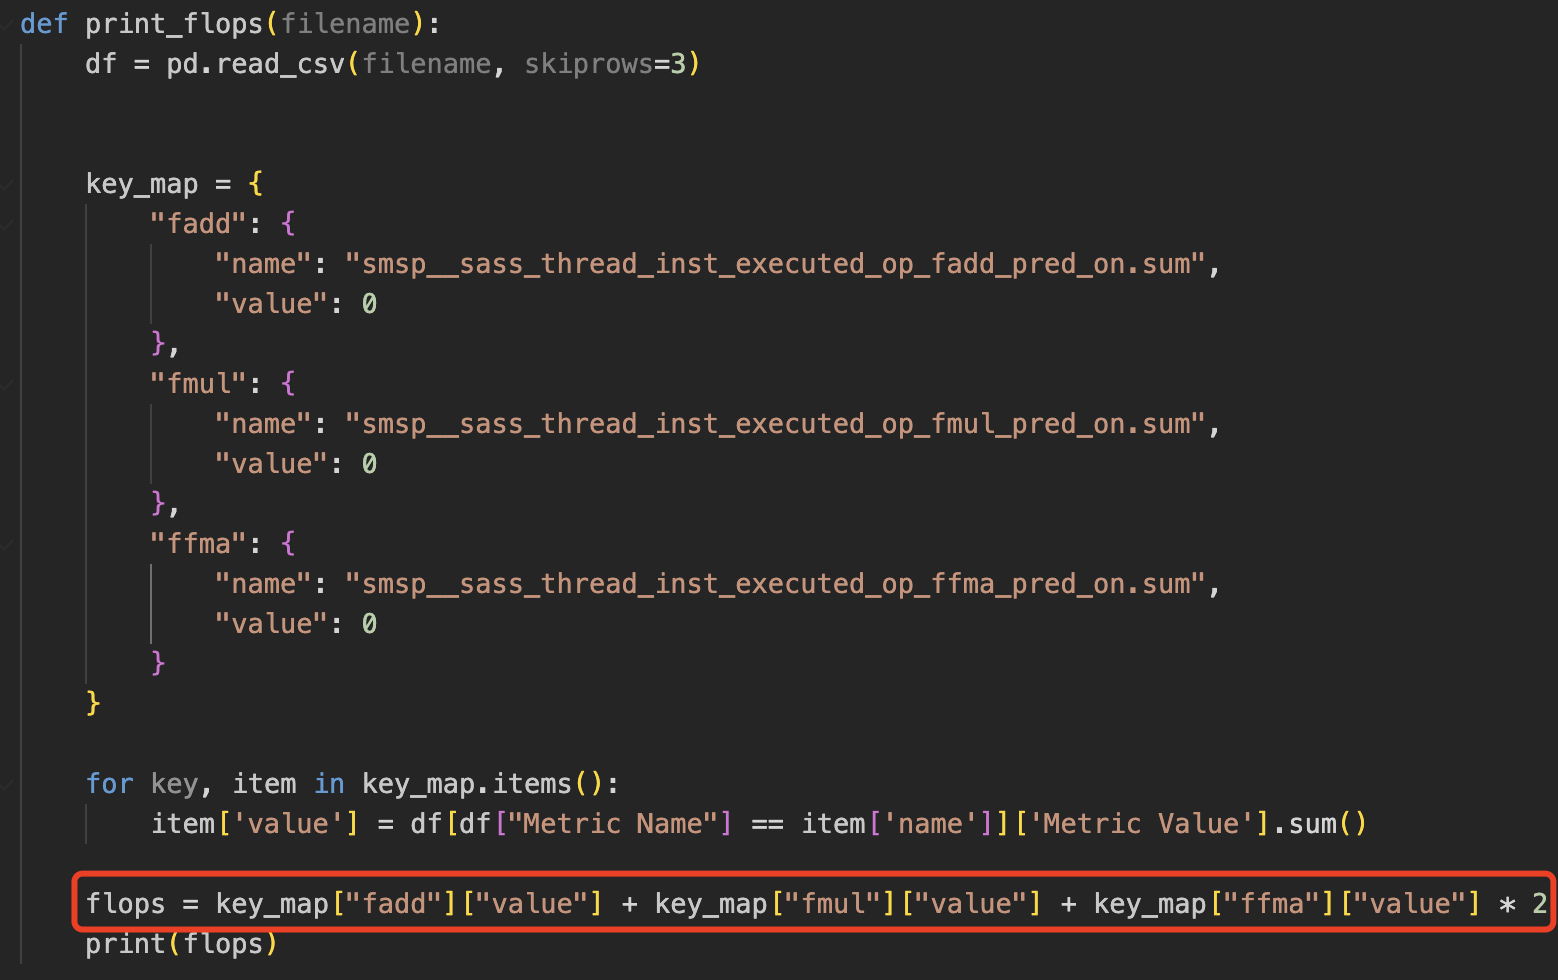 def print_flops(filename):
    df = pd.read_csv(filename, skiprows=3)
    key_map = {
        "fadd": {
            "name": "smsp__sass_thread_inst_executed_op_fadd_pred_on.sum",
            "value": 0
        },
        "fmul": {
            "name": "smsp__sass_thread_inst_executed_op_fmul_pred_on.sum",
            "value": 0
        },
        "ffma": {
            "name": "smsp__sass_thread_inst_executed_op_ffma_pred_on.sum",
            "value": 0
        }
    }
    for key, item in key_map.items():
        item['value'] = df[df["Metric Name"] == item['name']]['Metric Value'].sum()
    flops = key_map["fadd"]["value"] + key_map["fmul"]["value"] + key_map["ffma"]["value"] * 2
    print(flops)